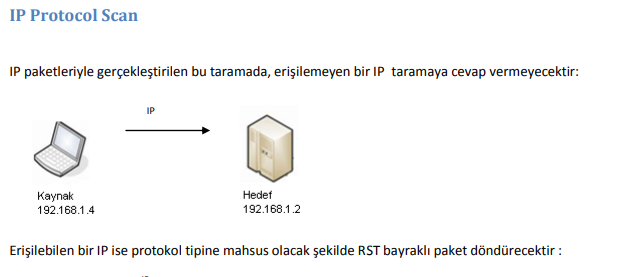 IP Protocol Scan
IP paketleriyle gerçekleştirilen bu taramada, erişilemeyen bir IP taramaya cevap vermeyecektir:
IP
Kaynak
192.168.1.4
Hedef
192.168.1.2
Erişilebilen bir IP ise protokol tipine mahsus olacak şekilde RST bayraklı paket döndürecektir :